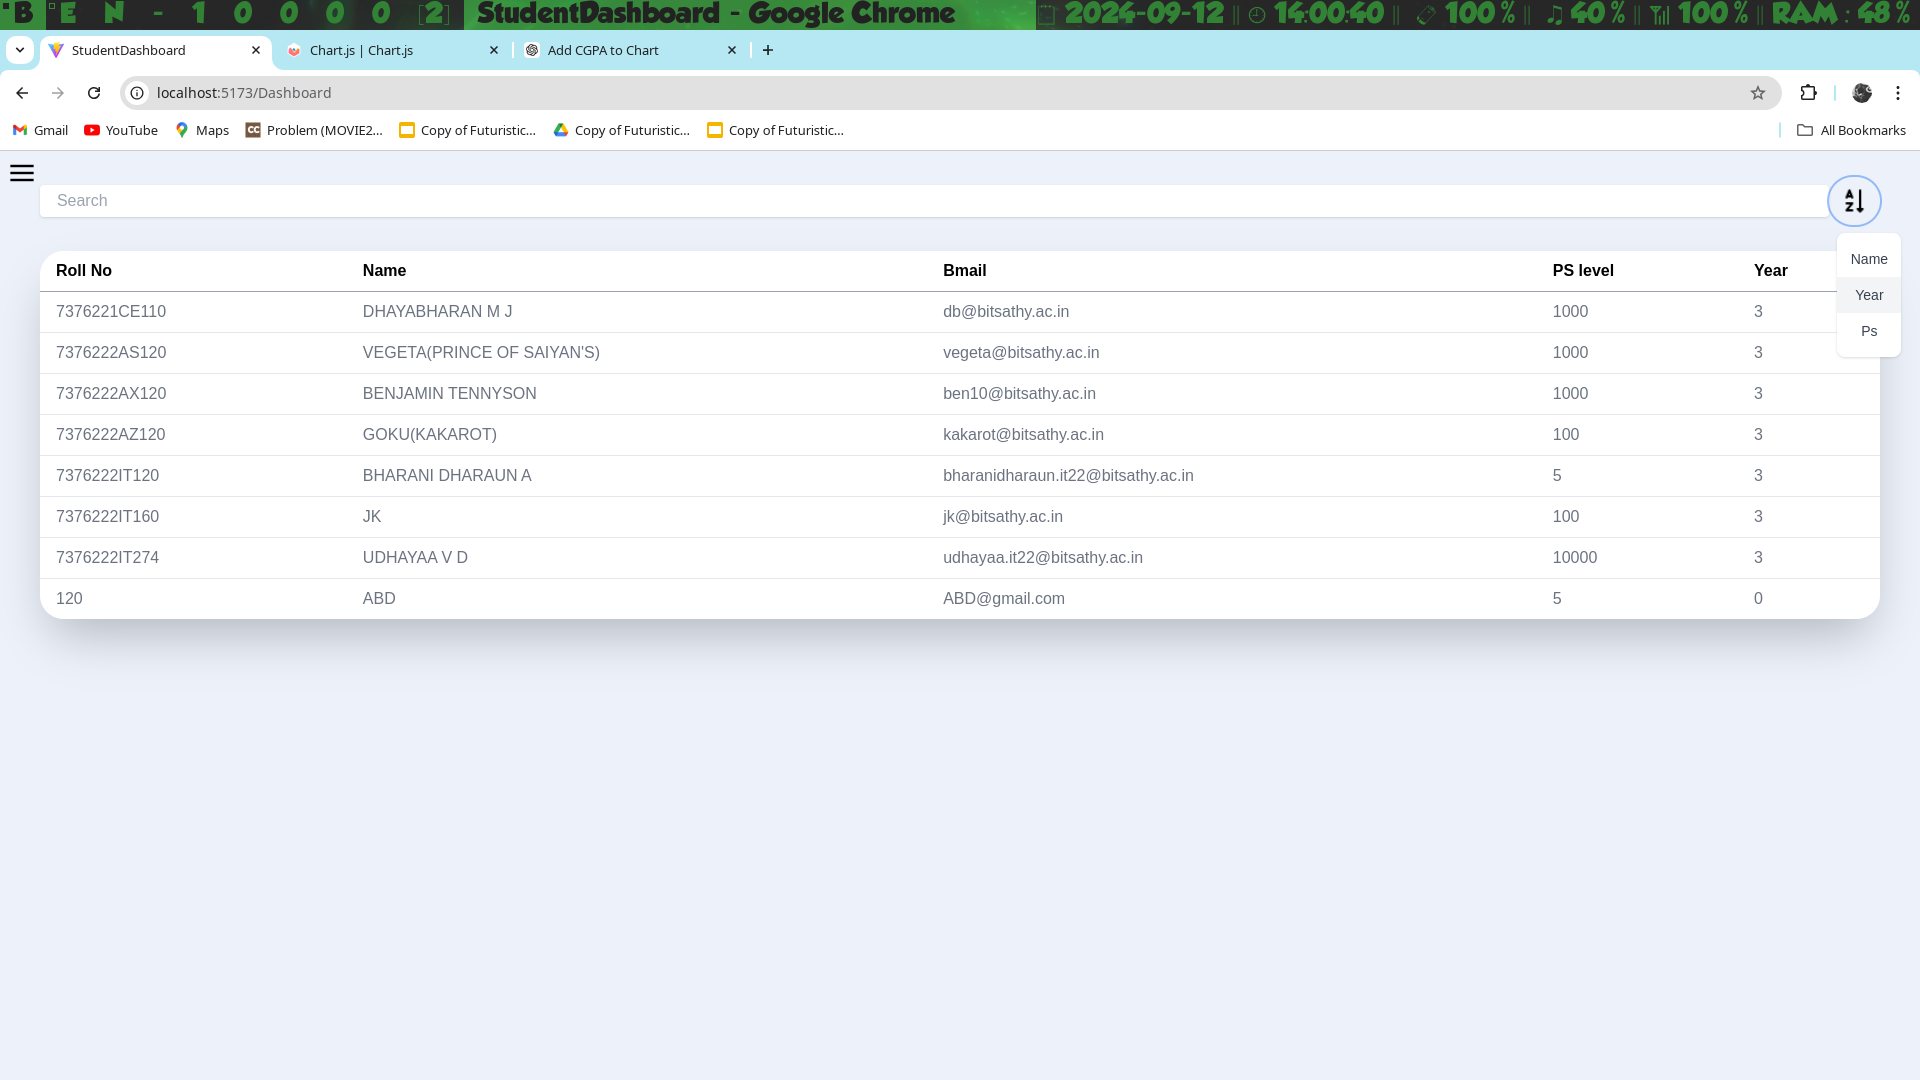 B E N - 1 0 0 0 0 [2] StudentDashboard - Google Chrome 2024-09-12 || 14:00:40 || 100 % || 40 % || 100 % || RAM : 48 %
StudentDashboard Chart.js | Chart.js Add CGPA to Chart
localhost:5173/Dashboard
Gmail YouTube Maps Problem (MOVIE2... Copy of Futuristic... Copy of Futuristic... Copy of Futuristic... All Bookmarks
Search
A
Z
Name
Year
Ps
Roll No Name Bmail PS level Year
7376221CE110 DHAYABHARAN M J db@bitsathy.ac.in 1000 3
7376222AS120 VEGETA(PRINCE OF SAIYAN'S) vegeta@bitsathy.ac.in 1000 3
7376222AX120 BENJAMIN TENNYSON ben10@bitsathy.ac.in 1000 3
7376222AZ120 GOKU(KAKAROT) kakarot@bitsathy.ac.in 100 3
7376222IT120 BHARANI DHARAUN A bharanidharaun.it22@bitsathy.ac.in 5 3
7376222IT160 JK jk@bitsathy.ac.in 100 3
7376222IT274 UDHAYAA V D udhayaa.it22@bitsathy.ac.in 10000 3
120 ABD ABD@gmail.com 5 0